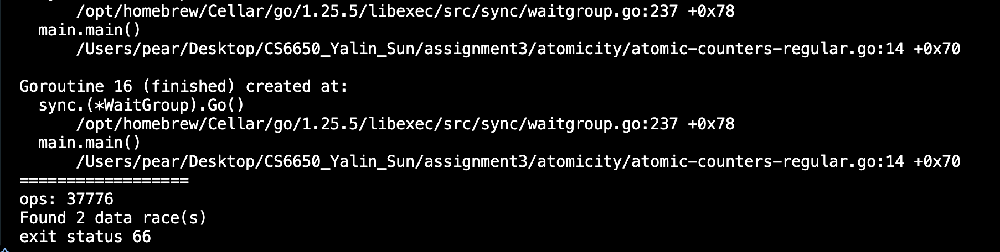 /opt/homebrew/Cellar/go/1.25.5/libexec/src/sync/waitgroup.go:237 +0x78
main.main()
/Users/pear/Desktop/CS6650_Yalin_Sun/assignment3/atomicity/atomic-counters-regular.go:14 +0x70
Goroutine 16 (finished) created at:
sync.(*WaitGroup).Go()
/opt/homebrew/Cellar/go/1.25.5/libexec/src/sync/waitgroup.go:237 +0x78
main.main()
/Users/pear/Desktop/CS6650_Yalin_Sun/assignment3/atomicity/atomic-counters-regular.go:14 +0x70
==================
ops: 37776
Found 2 data race(s)
exit status 66